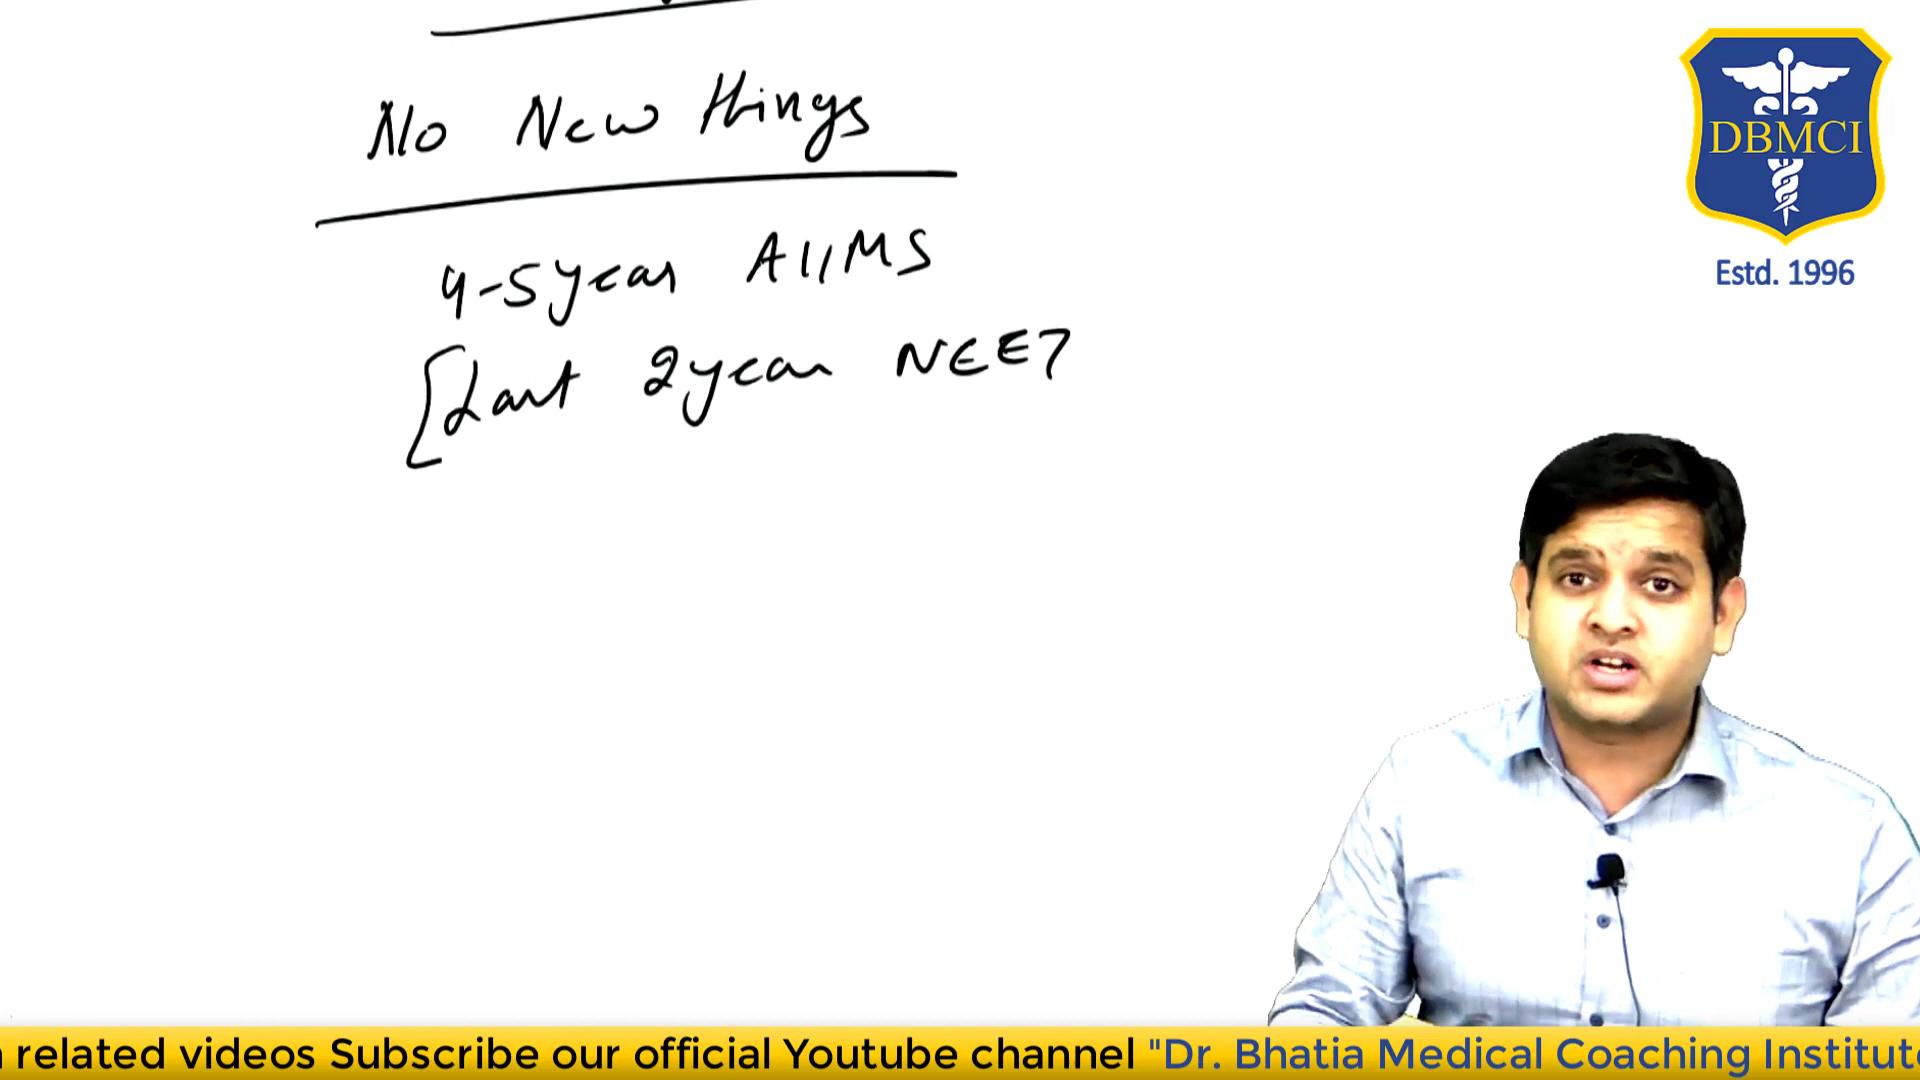 No New things
4-5 year AIIMS
Last 2 year NEET
DBMCI
Estd. 1996
related videos Subscribe our official Youtube channel "Dr. Bhatia Medical Coaching Institute